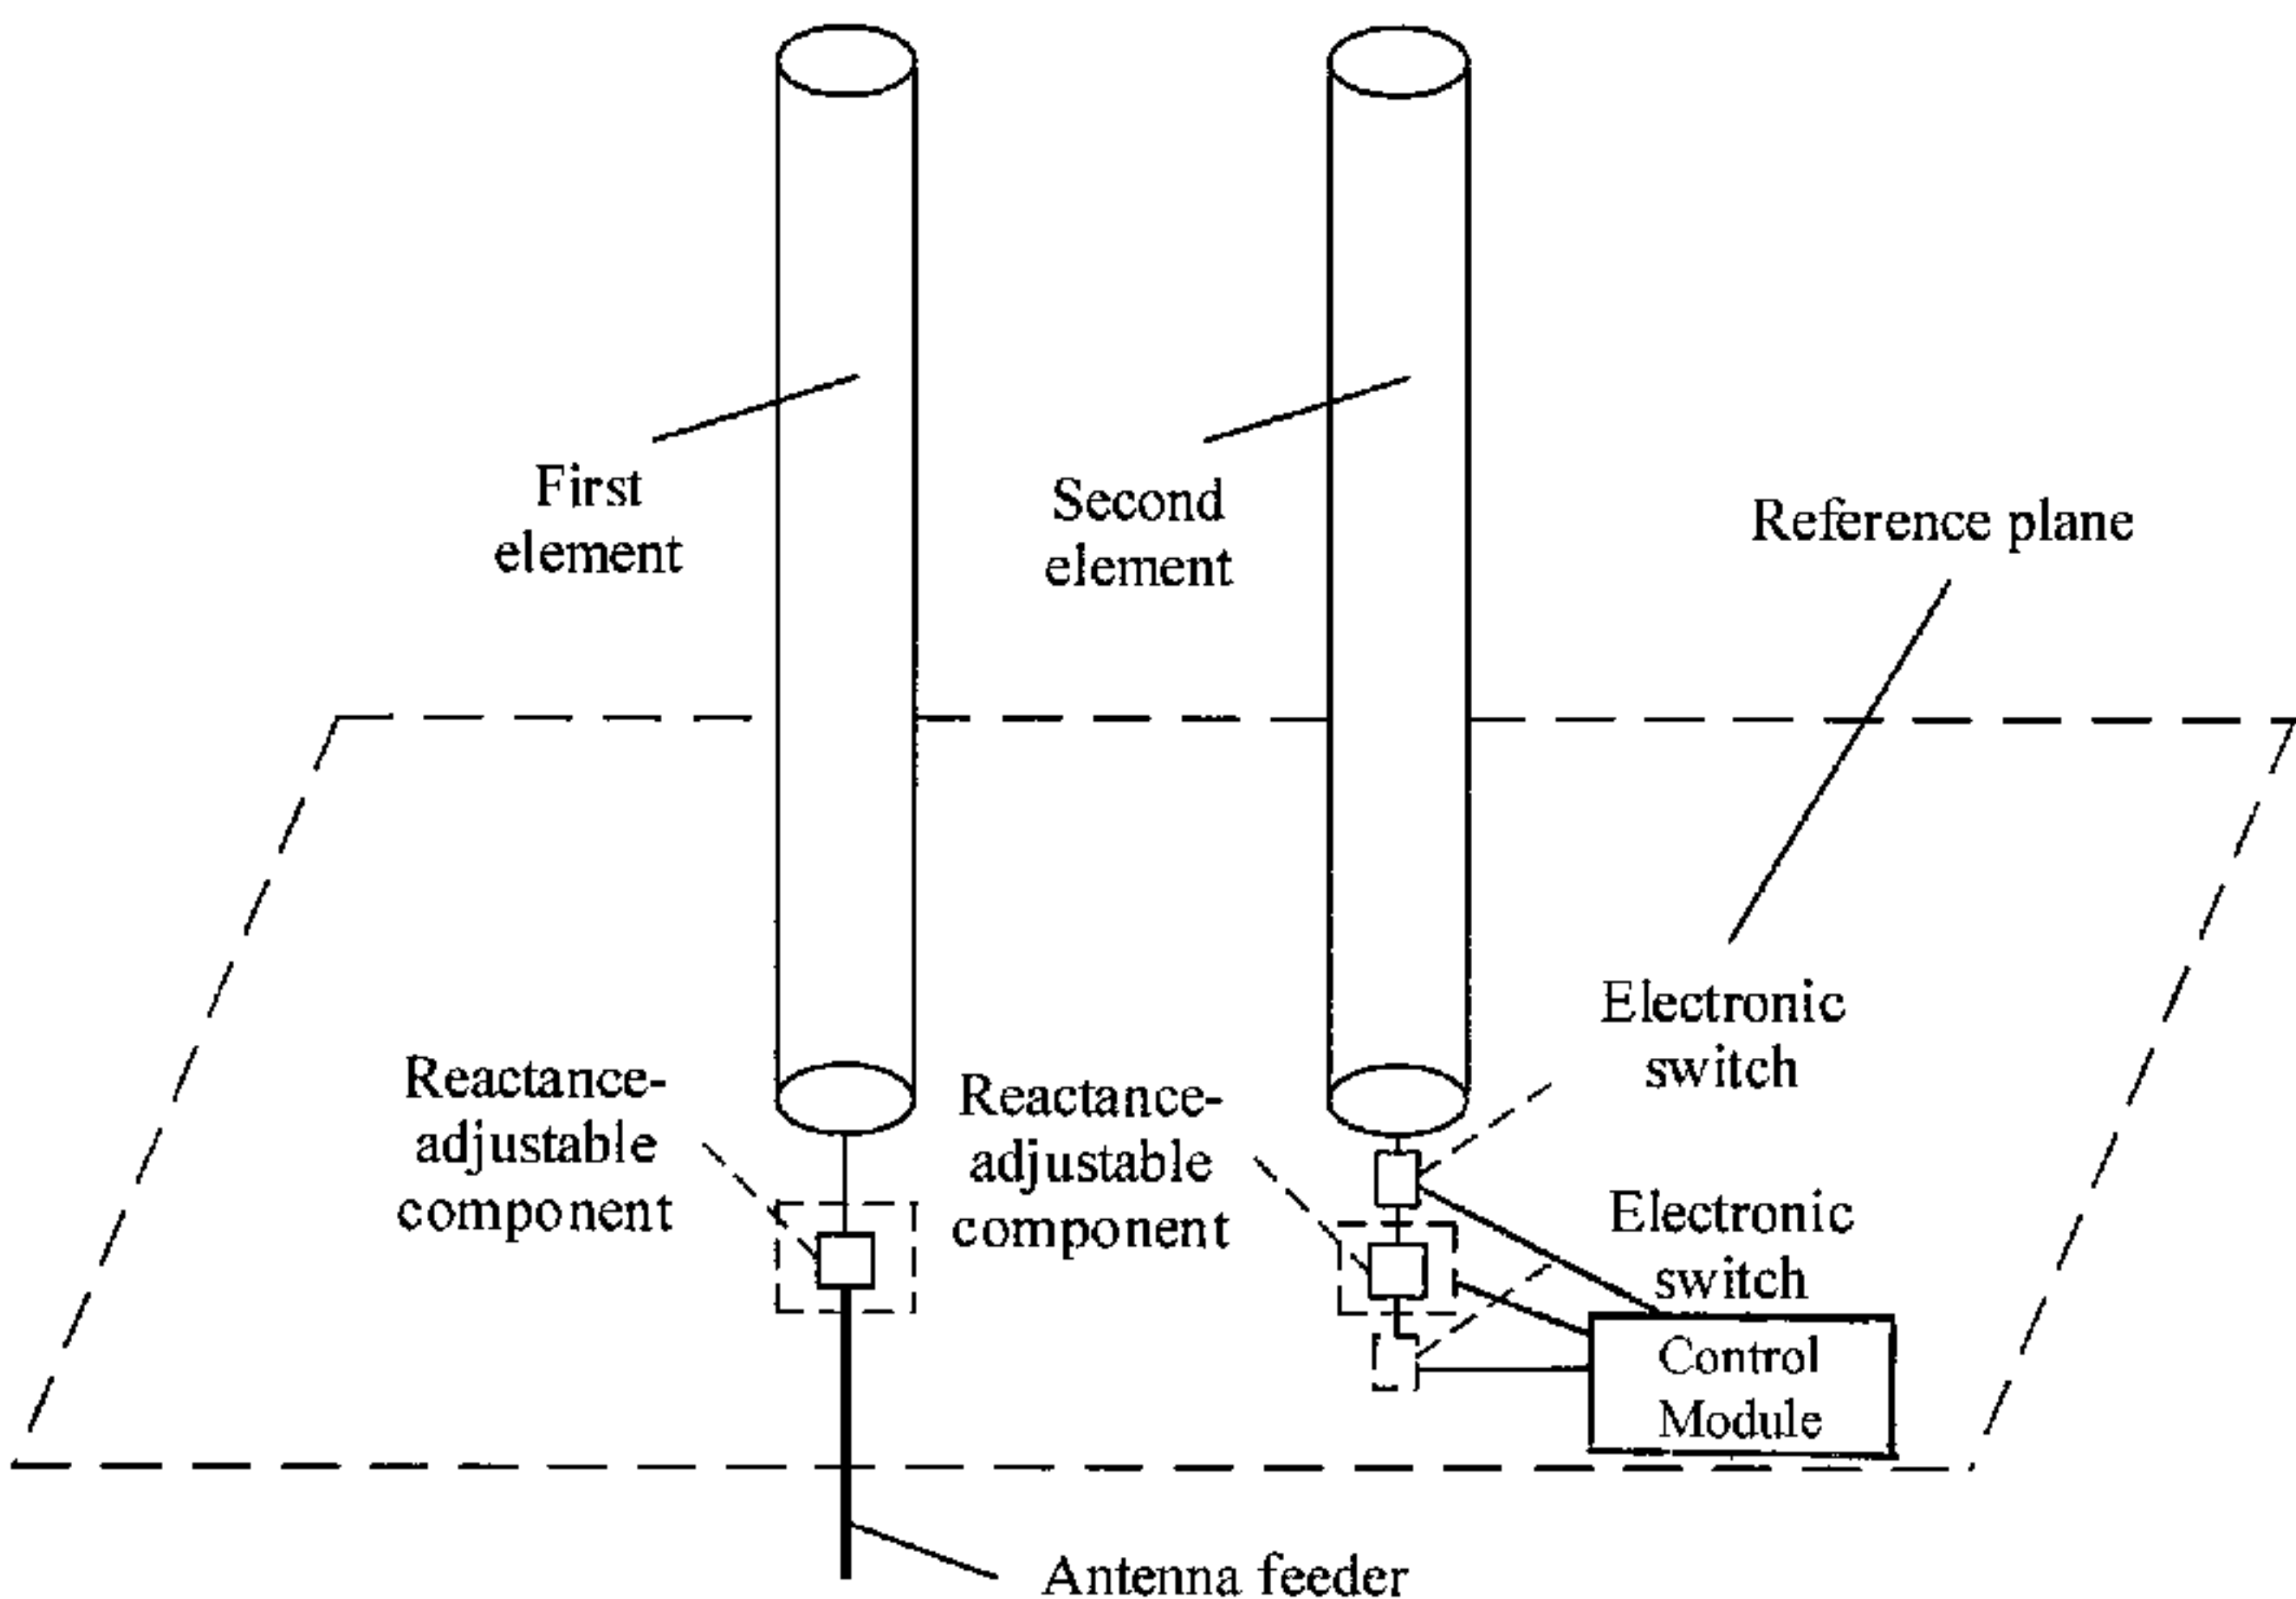 First
element
Second
element
Reference plane
Electronic
switch
Reactance-
adjustable
component
Reactance-
adjustable
component
Electronic
switch
Control
Module
Antenna feeder